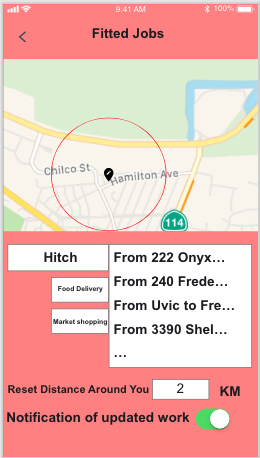 9:41 AM
100%
Fitted Jobs
Chilco St
Hamilton Ave
114
Hitch
Food Delivery
Market shopping
From 222 Onyx...
From 240 Frede...
From Uvic to Fre...
From 3390 Shel...
...
Reset Distance Around You 2 KM
Notification of updated work